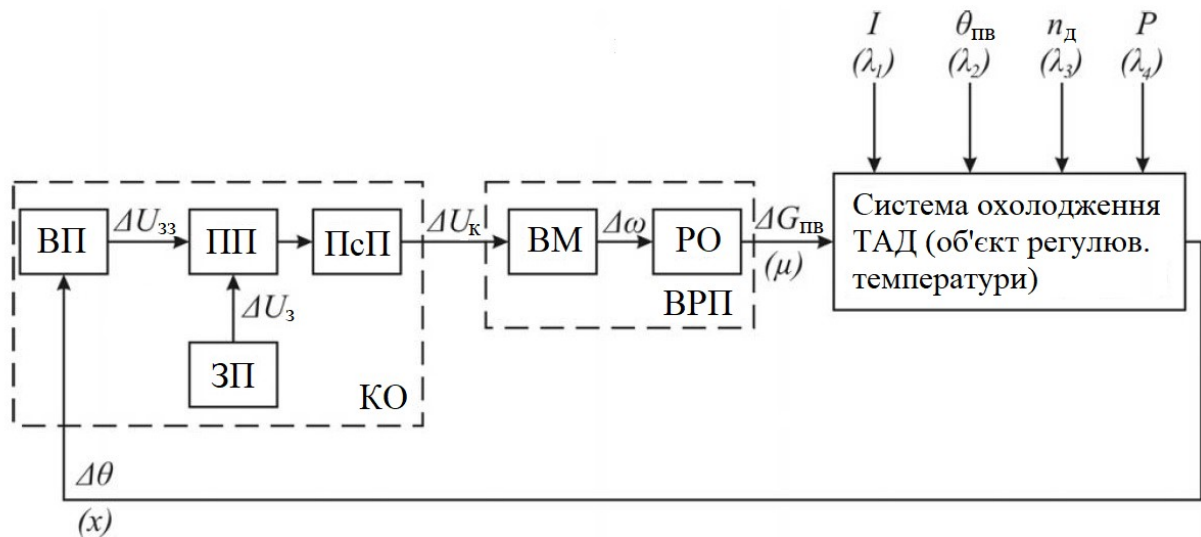 I θпв nд P
(λ1) (λ2) (λ3) (λ4)
ВП ΔUзз ПП ПсП ΔUк ВМ Δω РО ΔGпв
(μ)
Система охолодження
ТАД (об'єкт регулюв.
температури)
ΔUз
ВРП
ЗП
КО
Δθ
(x)